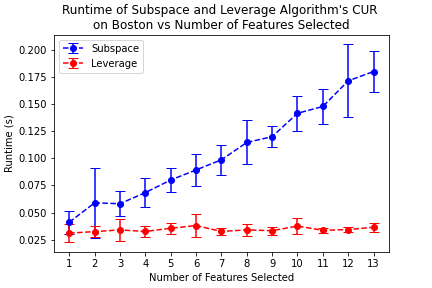 Runtime of Subspace and Leverage Algorithm's CUR
on Boston vs Number of Features Selected
Subspace
Leverage
Runtime (s)
0.200
0.175
0.150
0.125
0.100
0.075
0.050
0.025
1 2 3 4 5 6 7 8 9 10 11 12 13
Number of Features Selected